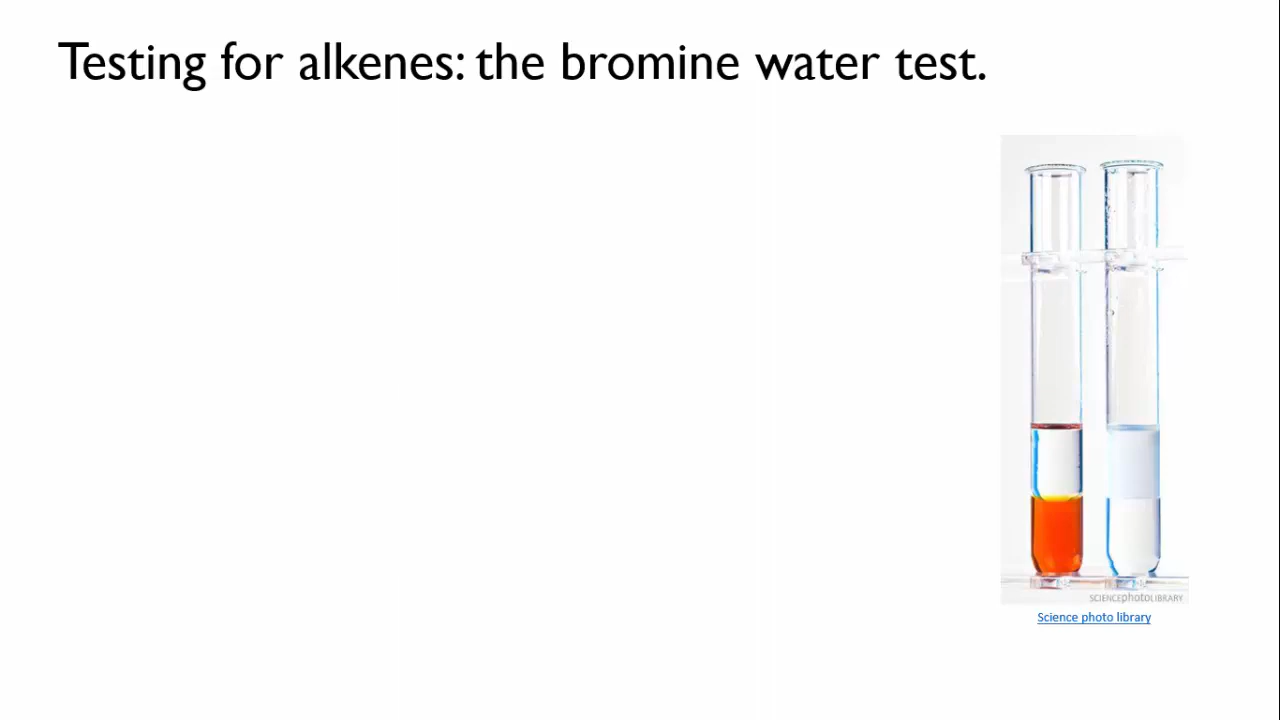 Testing for alkenes: the bromine water test.
SCIENCEphotoLIBRARY
Science photo library